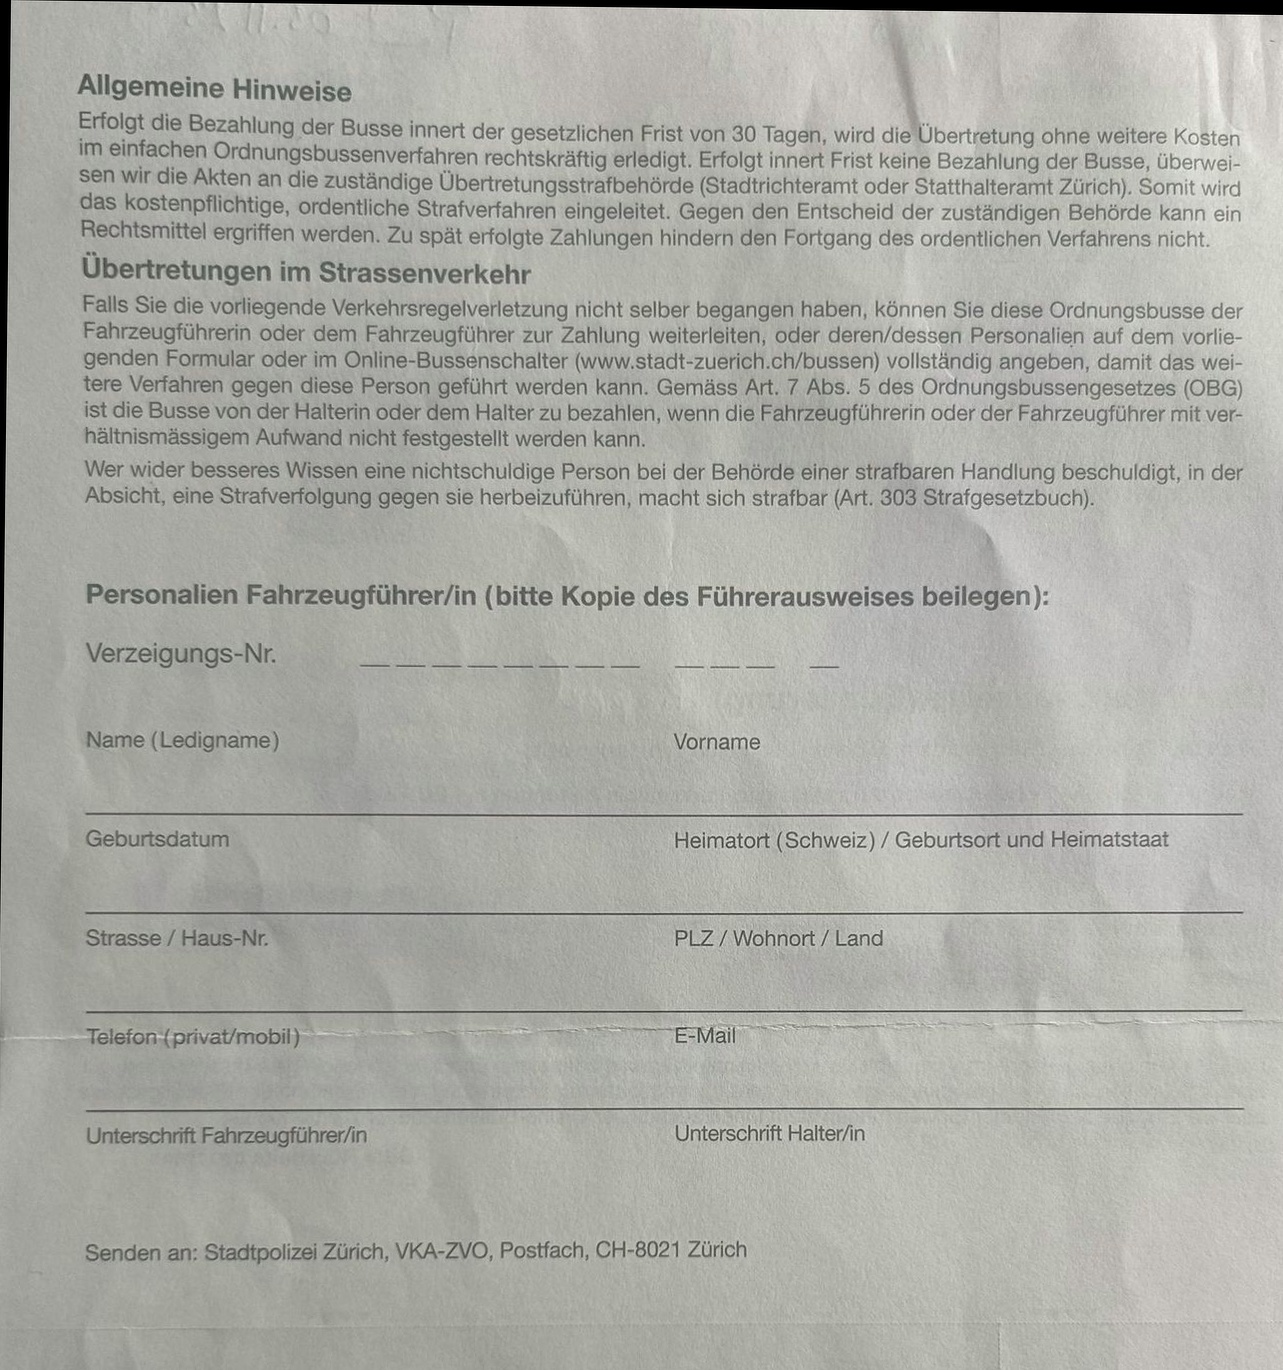 Allgemeine Hinweise
Erfolgt die Bezahlung der Busse innert der gesetzlichen Frist von 30 Tagen, wird die Übertretung ohne weitere Kosten
im einfachen Ordnungsbussenverfahren rechtskräftig erledigt. Erfolgt innert Frist keine Bezahlung der Busse, überwei-
sen wir die Akten an die zuständige Übertretungsstrafbehörde (Stadtrichteramt oder Statthalteramt Zürich). Somit wird
das kostenpflichtige, ordentliche Strafverfahren eingeleitet. Gegen den Entscheid der zuständigen Behörde kann ein
Rechtsmittel ergriffen werden. Zu spät erfolgte Zahlungen hindern den Fortgang des ordentlichen Verfahrens nicht.
Übertretungen im Strassenverkehr
Falls Sie die vorliegende Verkehrsregelverletzung nicht selber begangen haben, können Sie diese Ordnungsbusse der
Fahrzeugführerin oder dem Fahrzeugführer zur Zahlung weiterleiten, oder deren/dessen Personalien auf dem vorlie-
genden Formular oder im Online-Bussenschalter (www.stadt-zuerich.ch/bussen) vollständig angeben, damit das wei-
tere Verfahren gegen diese Person geführt werden kann. Gemäss Art. 7 Abs. 5 des Ordnungsbussengesetzes (OBG)
ist die Busse von der Halterin oder dem Halter zu bezahlen, wenn die Fahrzeugführerin oder der Fahrzeugführer mit ver-
hältnismässigem Aufwand nicht festgestellt werden kann.
Wer wider besseres Wissen eine nichtschuldige Person bei der Behörde einer strafbaren Handlung beschuldigt, in der
Absicht, eine Strafverfolgung gegen sie herbeizuführen, macht sich strafbar (Art. 303 Strafgesetzbuch).
Personalien Fahrzeugführer/in (bitte Kopie des Führerausweises beilegen):
Verzeigungs-Nr. _ _ _ _ _ _ _ _ _ _ _ _
Name (Ledigname) Vorname
Geburtsdatum Heimatort (Schweiz) / Geburtsort und Heimatstaat
Strasse / Haus-Nr. PLZ / Wohnort / Land
Telefon (privat/mobil) E-Mail
Unterschrift Fahrzeugführer/in Unterschrift Halter/in
Senden an: Stadtpolizei Zürich, VKA-ZVO, Postfach, CH-8021 Zürich